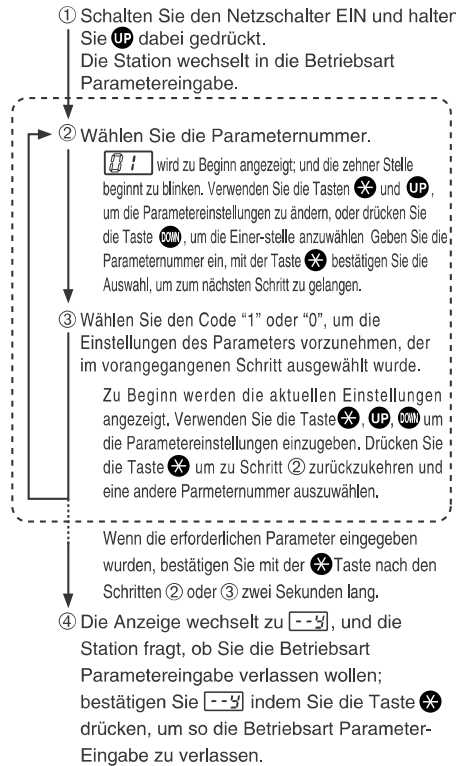 ① Schalten Sie den Netzschalter EIN und halten
Sie UP dabei gedrückt.
Die Station wechselt in die Betriebsart
Parametereingabe.
② Wählen Sie die Parameternummer.
01 wird zu Beginn angezeigt; und die zehner Stelle
beginnt zu blinken. Verwenden Sie die Tasten ✱ und UP,
um die Parametereinstellungen zu ändern, oder drücken Sie
die Taste DOWN, um die Einer-stelle anzuwählen Geben Sie die
Parameternummer ein, mit der Taste ✱ bestätigen Sie die
Auswahl, um zum nächsten Schritt zu gelangen.
③ Wählen Sie den Code “1” oder “0”, um die
Einstellungen des Parameters vorzunehmen, der
im vorangegangenen Schritt ausgewählt wurde.
Zu Beginn werden die aktuellen Einstellungen
angezeigt. Verwenden Sie die Taste ✱, UP, DOWN um
die Parametereinstellungen einzugeben. Drücken Sie
die Taste ✱ um zu Schritt ② zurückzukehren und
eine andere Parmeternummer auszuwählen.
Wenn die erforderlichen Parameter eingegeben
wurden, bestätigen Sie mit der ✱ Taste nach den
Schritten ② oder ③ zwei Sekunden lang.
④ Die Anzeige wechselt zu --y, und die
Station fragt, ob Sie die Betriebsart
Parametereingabe verlassen wollen;
bestätigen Sie --y indem Sie die Taste ✱
drücken, um so die Betriebsart Parameter-
Eingabe zu verlassen.